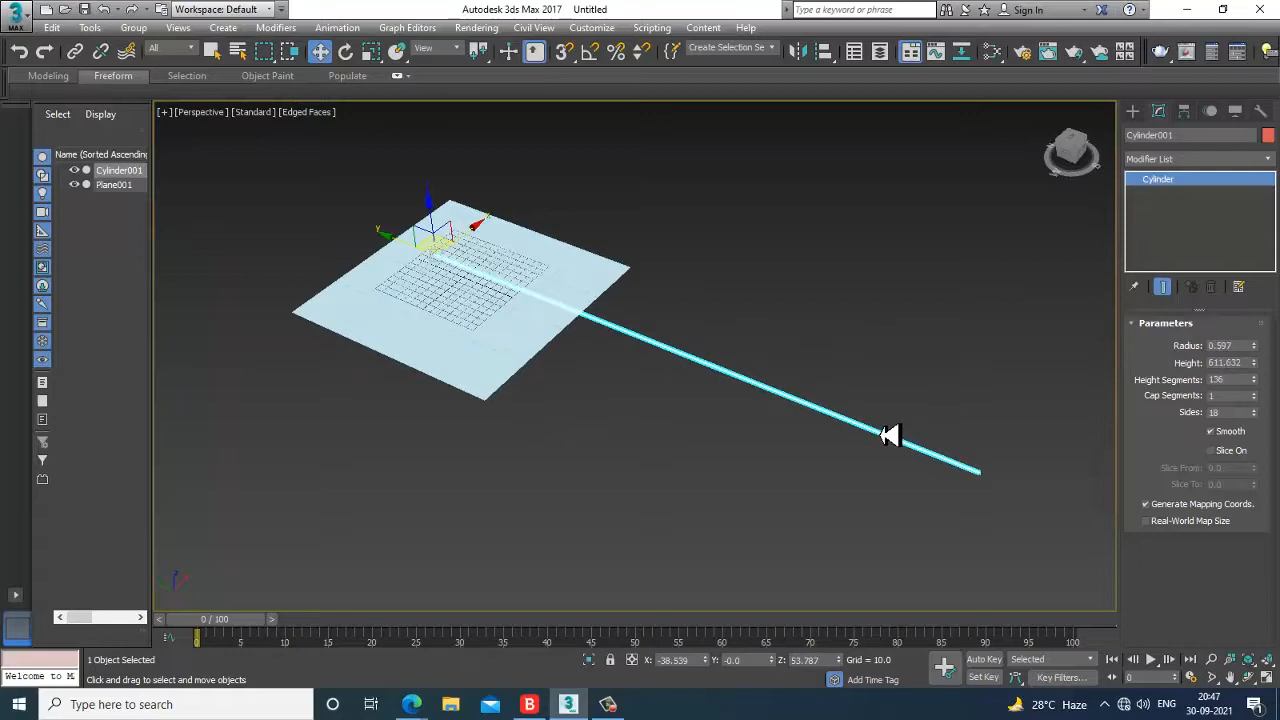 MAX
Workspace: Default
Autodesk 3ds Max 2017 Untitled
Type a keyword or phrase
Sign In
Edit Tools Group Views Create Modifiers Animation Graph Editors Rendering Civil View Customize Scripting Content Help
All
View
Create Selection Se
Modeling Freeform Selection Object Paint Populate
Select Display
[+] [Perspective] [Standard] [Edged Faces]
Name (Sorted Ascending
Cylinder001
Plane001
Cylinder001
Modifier List
Cylinder
Parameters
Radius: 0.597
Height: 611.632
Height Segments: 136
Cap Segments: 1
Sides: 18
Smooth
Slice On
Slice From: 0.0
Slice To: 0.0
Generate Mapping Coords.
Real-World Map Size
0 / 100
0 5 10 15 20 25 30 35 40 45 50 55 60 65 70 75 80 85 90 95 100
1 Object Selected
X: -38.539 Y: -0.0 Z: 53.787 Grid = 10.0
Auto Key Selected
Welcome to M
Click and drag to select and move objects
Add Time Tag
Set Key Key Filters...
0
Type here to search
28°C Haze
ENG
20:47
30-09-2021